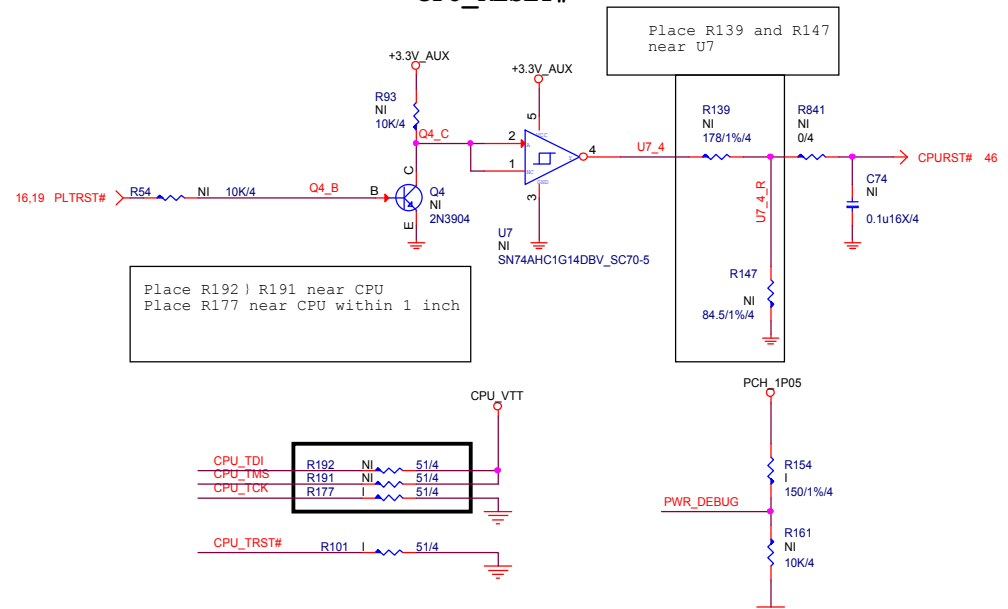 Place R139 and R147
near U7
+3.3V_AUX
+3.3V_AUX
R93
NI
10K/4
Q4_C
2
1
5
VCC
A
NC
Y
GND
3
4
U7_4
R139
NI
178/1%/4
R841
NI
0/4
CPURST# 46
C74
NI
0.1u16X/4
U7_4_R
16,19 PLTRST#
R54
NI
10K/4
Q4_B
B
C
E
Q4
NI
2N3904
U7
NI
SN74AHC1G14DBV_SC70-5
R147
NI
84.5/1%/4
Place R192) R191 near CPU
Place R177 near CPU within 1 inch
CPU_VTT
CPU_TDI R192 NI 51/4
CPU_TMS R191 NI 51/4
CPU_TCK R177 I 51/4
CPU_TRST# R101 I 51/4
PCH_1P05
R154
I
150/1%/4
PWR_DEBUG
R161
NI
10K/4